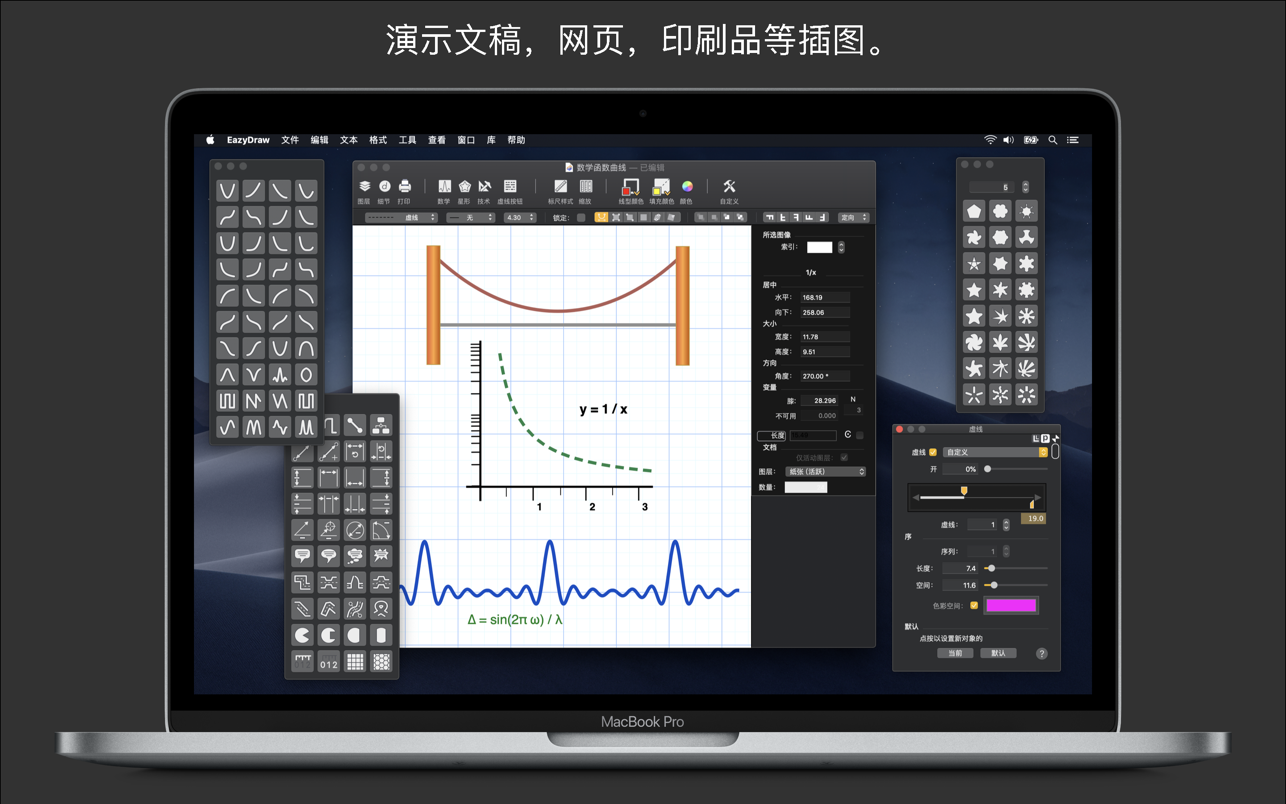 演示文稿，网页，印刷品等插图。
EazyDraw 文件 编辑 文本 格式 工具 查看 窗口 库 帮助
数学函数曲线 — 已编辑
图层 细节 打印 数学 星形 技术 虚线按钮 标尺样式 缩放 线型颜色 填充颜色 颜色 自定义
虚线 无 4.30 锁定： 定向
5
所选图像
索引：
1/x
居中
水平： 168.19
向下： 258.06
大小
宽度： 11.78
高度： 9.51
方向
角度： 270.00 °
变量
膝： 28.296 N
不可用 0.000 3
长度
文档
图层： 纸张 (活跃)
数量：
y = 1 / x
1 2 3
Δ = sin(2π ω) / λ
0 1 2
虚线
L P
虚线 自定义
开 0%
19.0
虚线： 1
序
序列： 1
长度： 7.4
空间： 11.6
色彩空间：
默认
点按以设置新对象的
当前 默认 ?
MacBook Pro